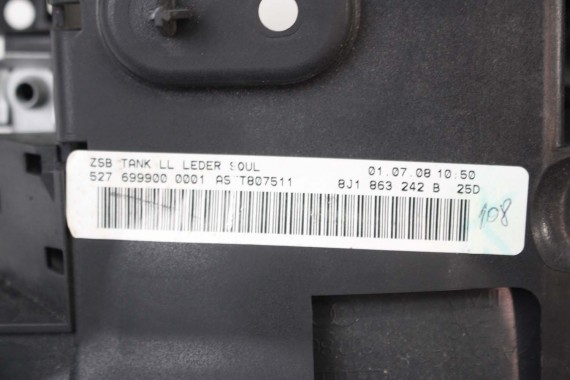 ZSB TANK LL LEDER SOUL 01.07.08 10:50
527 699900 0001 AS T807511 8J1 863 242 B 25D
108